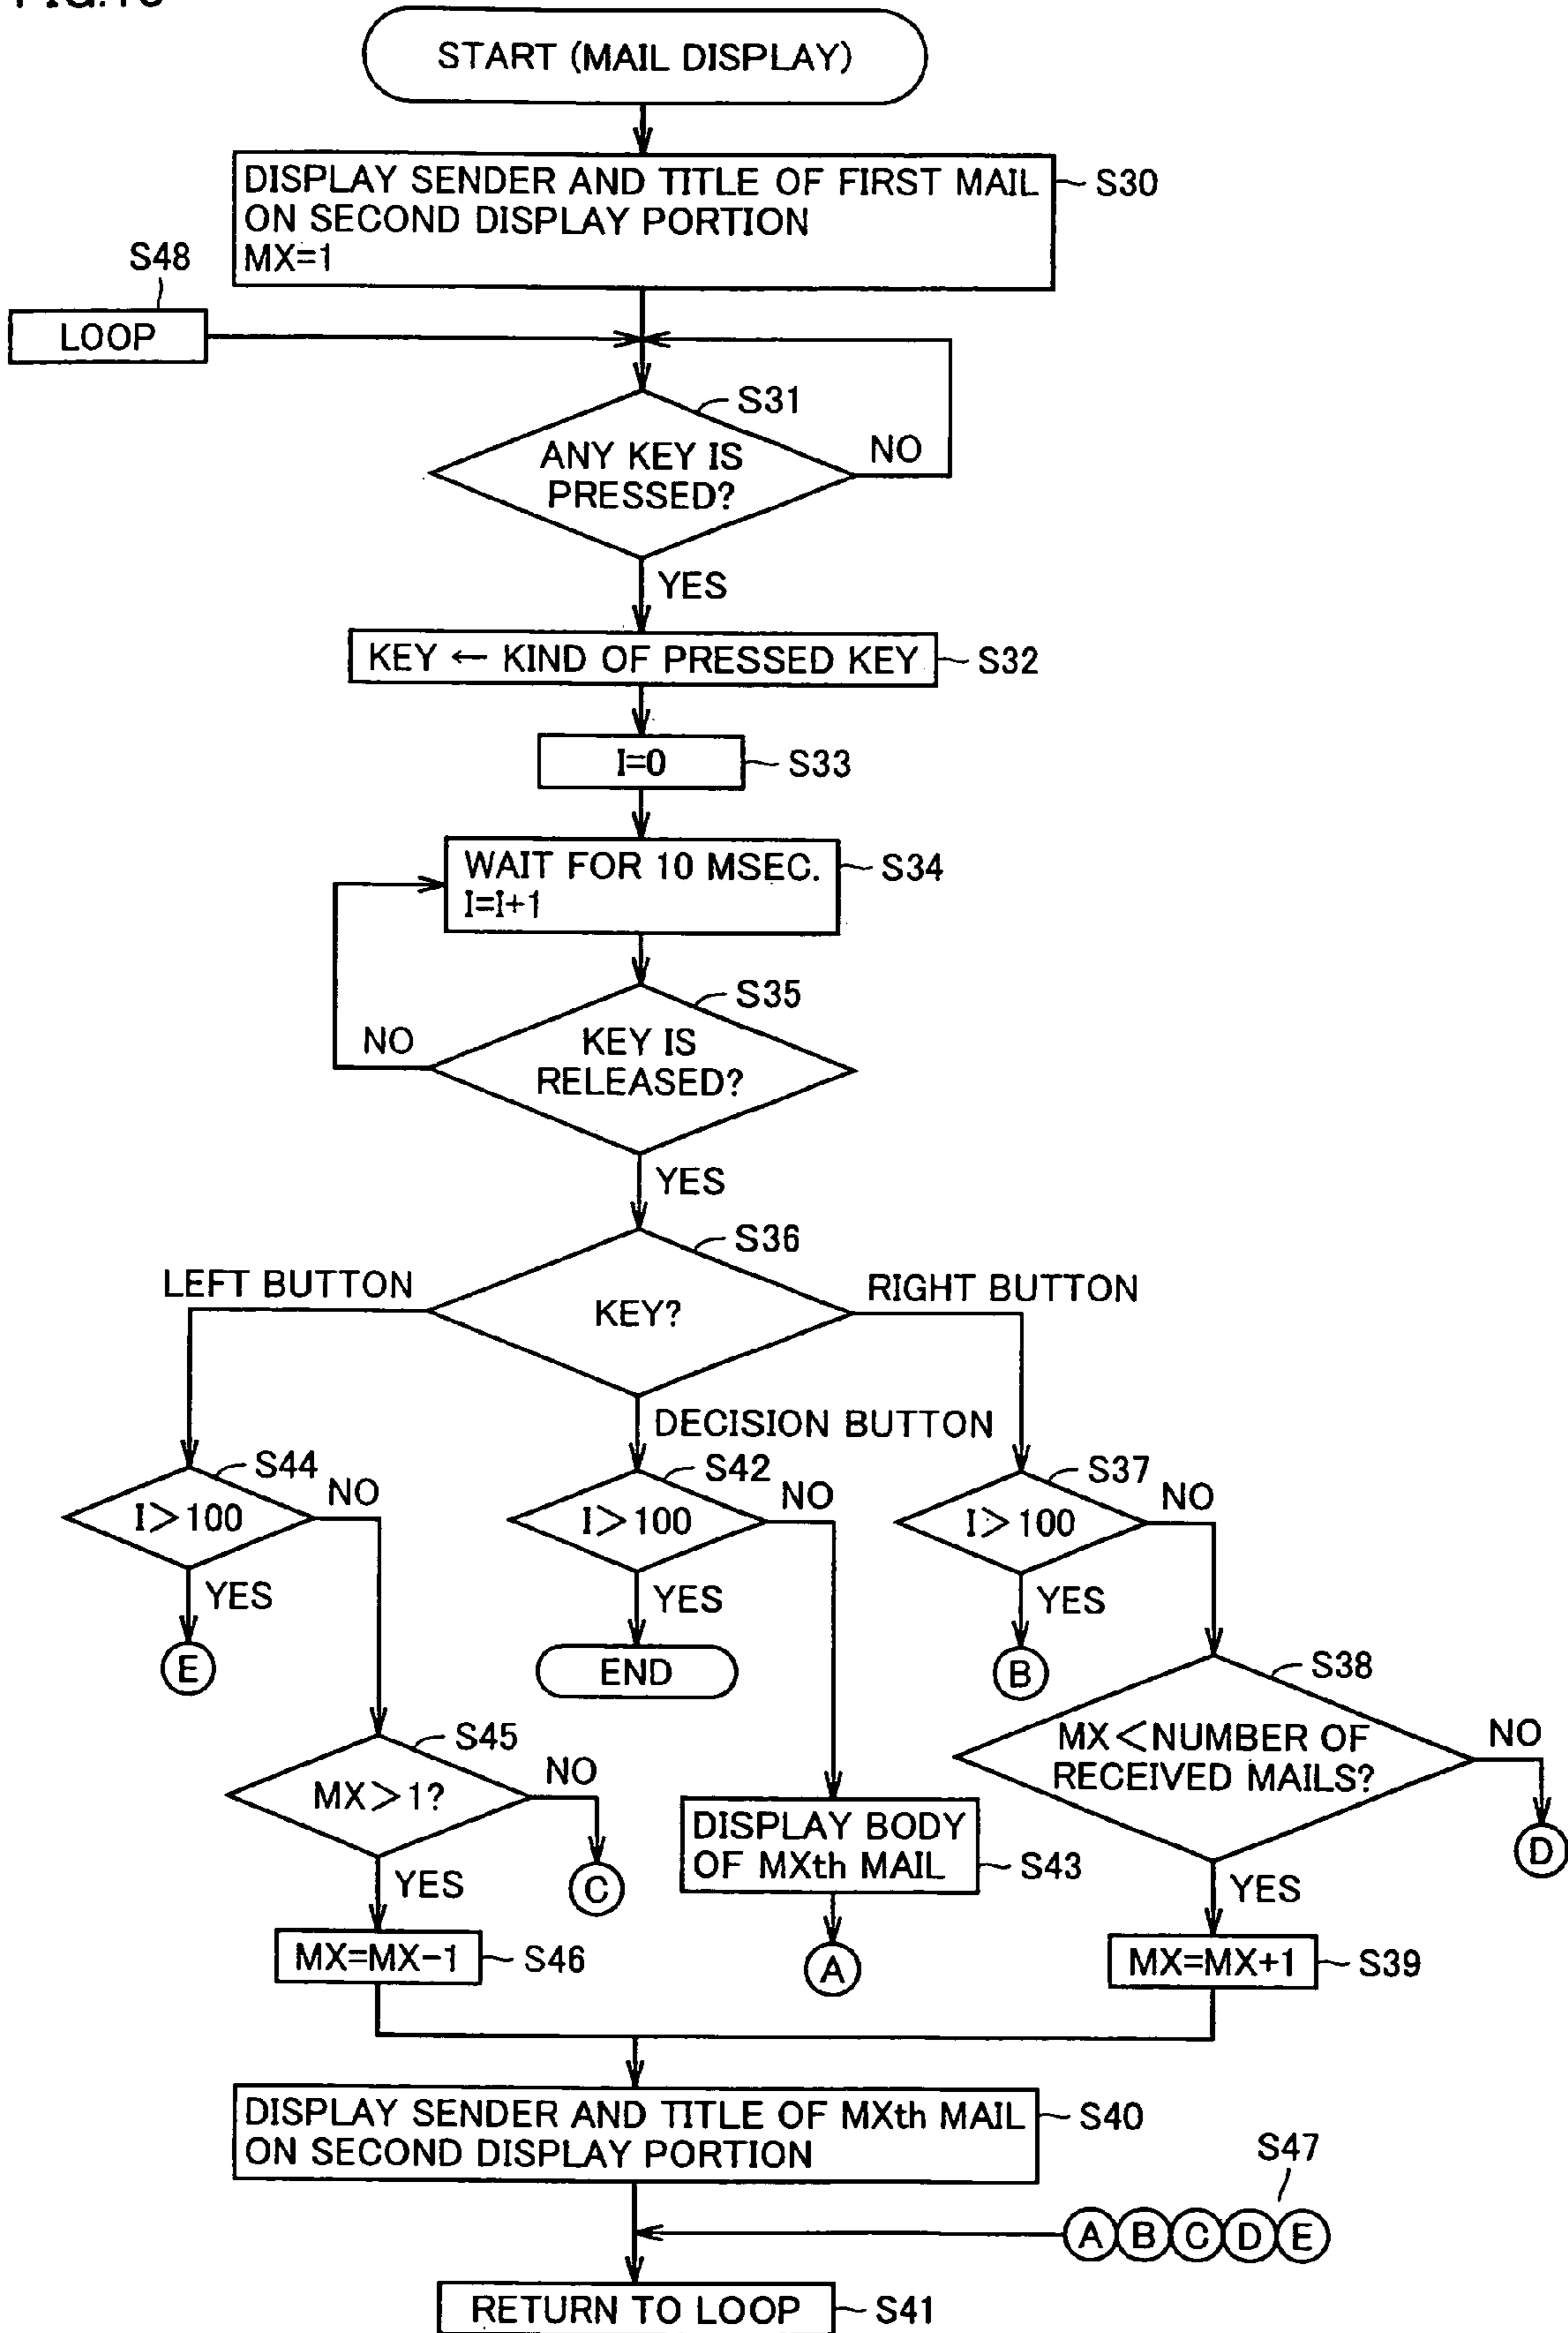 START (MAIL DISPLAY)
DISPLAY SENDER AND TITLE OF FIRST MAIL
ON SECOND DISPLAY PORTION
MX=1
S30
S48
LOOP
S31
ANY KEY IS
PRESSED?
NO
YES
KEY ← KIND OF PRESSED KEY
S32
I=0
S33
WAIT FOR 10 MSEC.
I=I+1
S34
S35
NO
KEY IS
RELEASED?
YES
S36
LEFT BUTTON
KEY?
RIGHT BUTTON
DECISION BUTTON
S44
I>100
NO
YES
E
S42
I>100
NO
YES
END
S37
I>100
NO
YES
B
S38
MX<NUMBER OF
RECEIVED MAILS?
NO
D
YES
S45
MX>1?
NO
C
YES
DISPLAY BODY
OF MXth MAIL
S43
A
MX=MX-1
S46
MX=MX+1
S39
DISPLAY SENDER AND TITLE OF MXth MAIL
ON SECOND DISPLAY PORTION
S40
S47
A B C D E
RETURN TO LOOP
S41